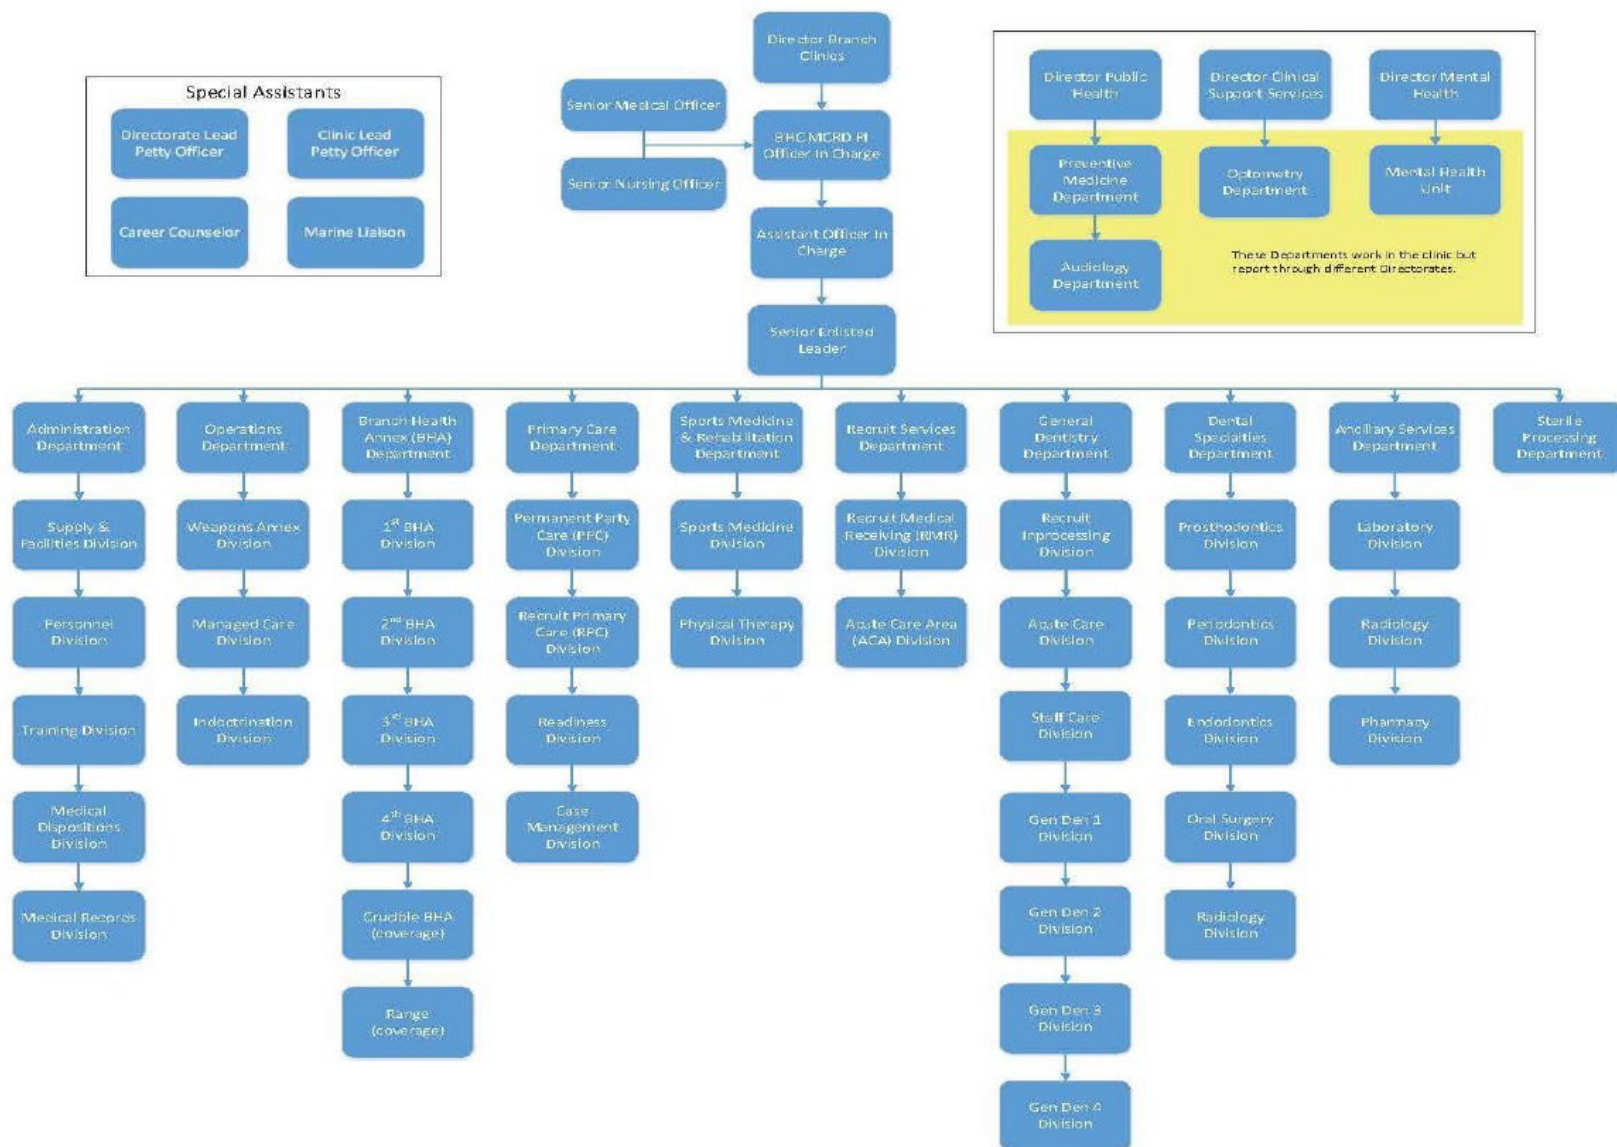 Special Assistants
Directorate Lead
Petty Officer
Clinic Lead
Petty Officer
Career Counselor
Marine Liaison
Director Branch
Clinics
Senior Medical Officer
BHC MCRD PI
Officer In Charge
Senior Nursing Officer
Assistant Officer In
Charge
Senior Enlisted
Leader
Director Public
Health
Director Clinical
Support Services
Director Mental
Health
Preventive
Medicine
Department
Optometry
Department
Mental Health
Unit
Audiology
Department
These Departments work in the clinic but
report through different Directorates.
Administration
Department
Supply &
Facilities Division
Personnel
Division
Training Division
Medical
Dispositions
Division
Medical Records
Division
Operations
Department
Weapons Annex
Division
Managed Care
Division
Indoctrination
Division
Branch Health
Annex (BHA)
Department
1st BHA
Division
2nd BHA
Division
3rd BHA
Division
4th BHA
Division
Crucible BHA
(coverage)
Range
(coverage)
Primary Care
Department
Permanent Party
Care (PPC)
Division
Recruit Primary
Care (RPC)
Division
Readiness
Division
Case
Management
Division
Sports Medicine
& Rehabilitation
Department
Sports Medicine
Division
Physical Therapy
Division
Recruit Services
Department
Recruit Medical
Receiving (RMR)
Division
Acute Care Area
(ACA) Division
General
Dentistry
Department
Recruit
Inprocessing
Division
Acute Care
Division
Staff Care
Division
Gen Den 1
Division
Gen Den 2
Division
Gen Den 3
Division
Gen Den 4
Division
Dental
Specialties
Department
Prosthodontics
Division
Periodontics
Division
Endodontics
Division
Oral Surgery
Division
Radiology
Division
Ancillary Services
Department
Laboratory
Division
Radiology
Division
Pharmacy
Division
Sterile
Processing
Department